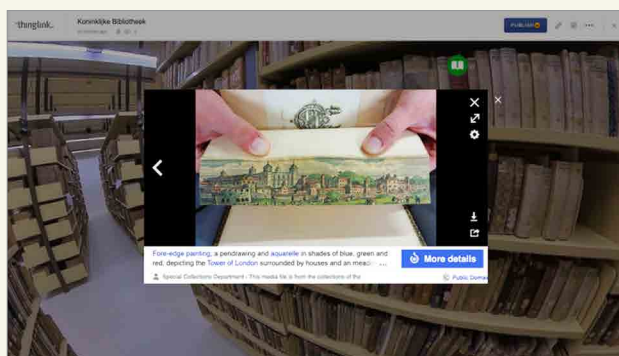 thinglink..
Koninklijke Bibliotheek
PUBLISH
Fore-edge painting, a pendrawing and aquarelle in shades of blue, green and
red, depicting the Tower of London surrounded by houses and an
More details
Special Collections Department - This media file is from the collections of the
Public Domain